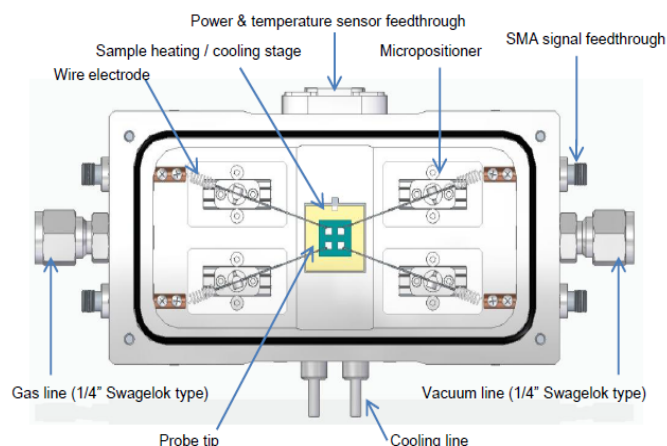 Power & temperature sensor feedthrough
Sample heating / cooling stage
Micropositioner
SMA signal feedthrough
Wire electrode
Gas line (1/4" Swagelok type)
Vacuum line (1/4" Swagelok type)
Probe tip
Cooling line